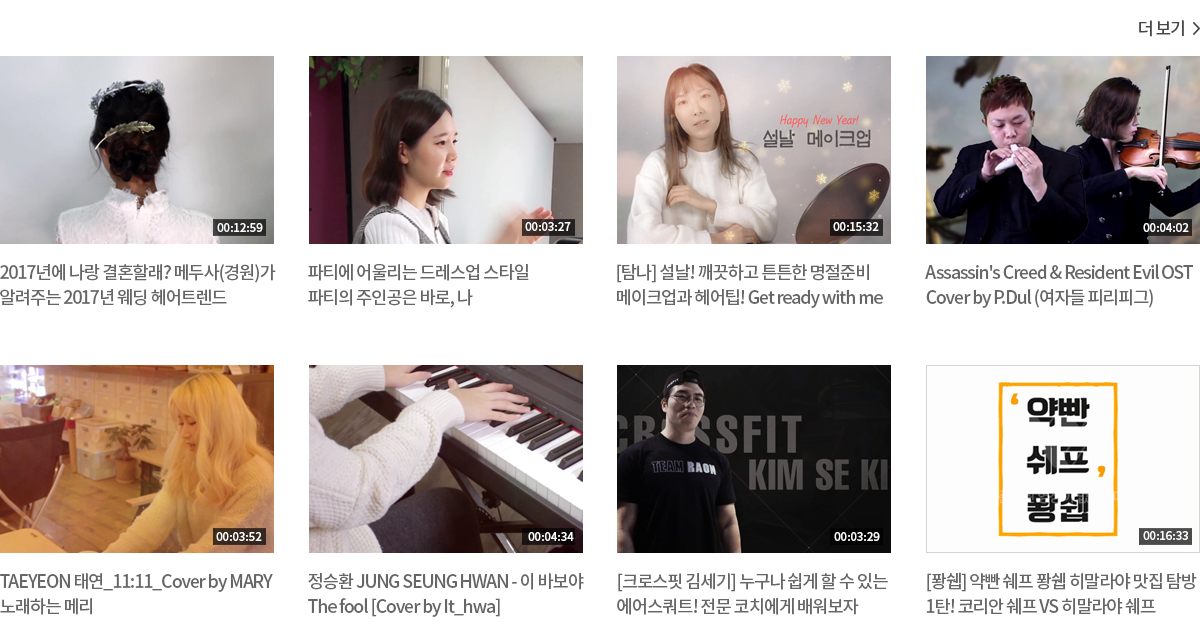 더 보기 >
00:12:59
00:03:27
Happy New Year!
설날 메이크업
00:15:32
00:04:02
2017년에 나랑 결혼할래? 메두사(경원)가
알려주는 2017년 웨딩 헤어트렌드
파티에 어울리는 드레스업 스타일
파티의 주인공은 바로, 나
[탐나] 설날! 깨끗하고 튼튼한 명절준비
메이크업과 헤어팁! Get ready with me
Assassin's Creed & Resident Evil OST
Cover by P.Dul (여자들 피리피그)
00:03:52
00:04:34
CROSSFIT
KIM SE KI
TEAM RAON
00:03:29
‘약빤
쉐프’
퐝쉡
00:16:33
TAEYEON 태연_11:11_Cover by MARY
노래하는 메리
정승환 JUNG SEUNG HWAN - 이 바보야
The fool [Cover by It_hwa]
[크로스핏 김세기] 누구나 쉽게 할 수 있는
에어스쿼트! 전문 코치에게 배워보자
[퐝쉡] 약빤 쉐프 퐝쉡 히말라야 맛집 탐방
1탄! 코리안 쉐프 VS 히말라야 쉐프